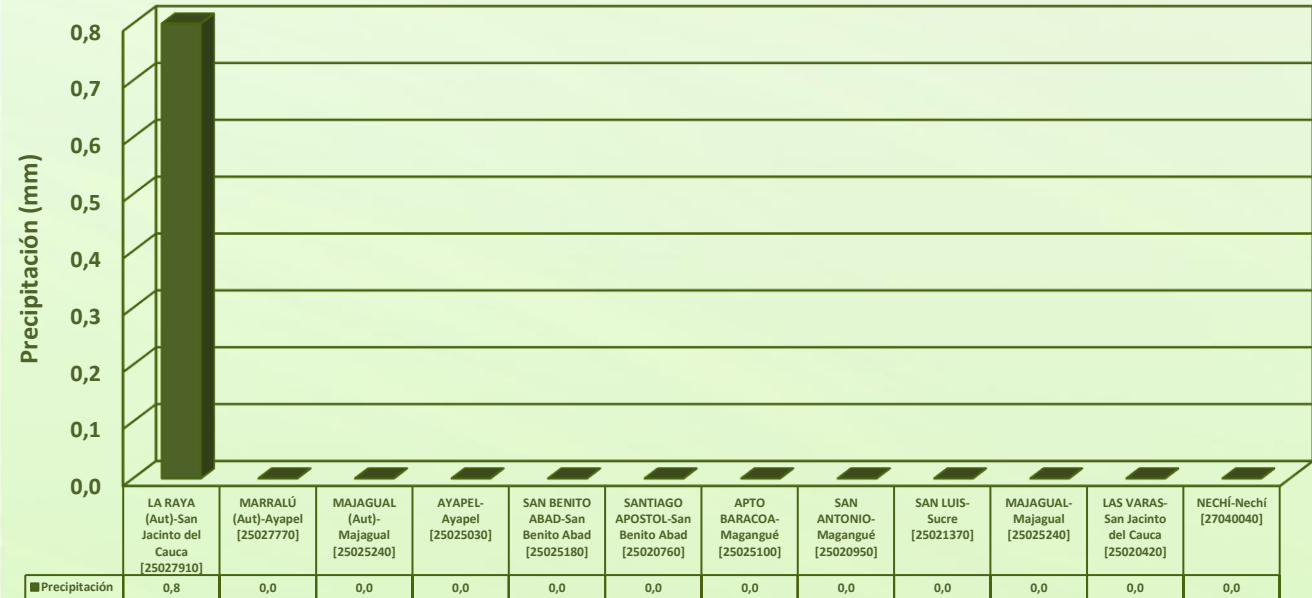 Precipitación (mm)
0,8
0,7
0,6
0,5
0,4
0,3
0,2
0,1
0,0
LA RAYA
(Aut)-San
Jacinto del
Cauca
[25027910]
MARRALÚ
(Aut)-Ayapel
[25027770]
MAJAGUAL
(Aut)-
Majagual
[25025240]
AYAPEL-
Ayapel
[25025030]
SAN BENITO
ABAD-San
Benito Abad
[25025180]
SANTIAGO
APOSTOL-San
Benito Abad
[25020760]
APTO
BARACOA-
Magangué
[25025100]
SAN
ANTONIO-
Magangué
[25020950]
SAN LUIS-
Sucre
[25021370]
MAJAGUAL-
Majagual
[25025240]
LAS VARAS-
San Jacinto
del Cauca
[25020420]
NECHÍ-Nechí
[27040040]
Precipitación 0,8 0,0 0,0 0,0 0,0 0,0 0,0 0,0 0,0 0,0 0,0 0,0